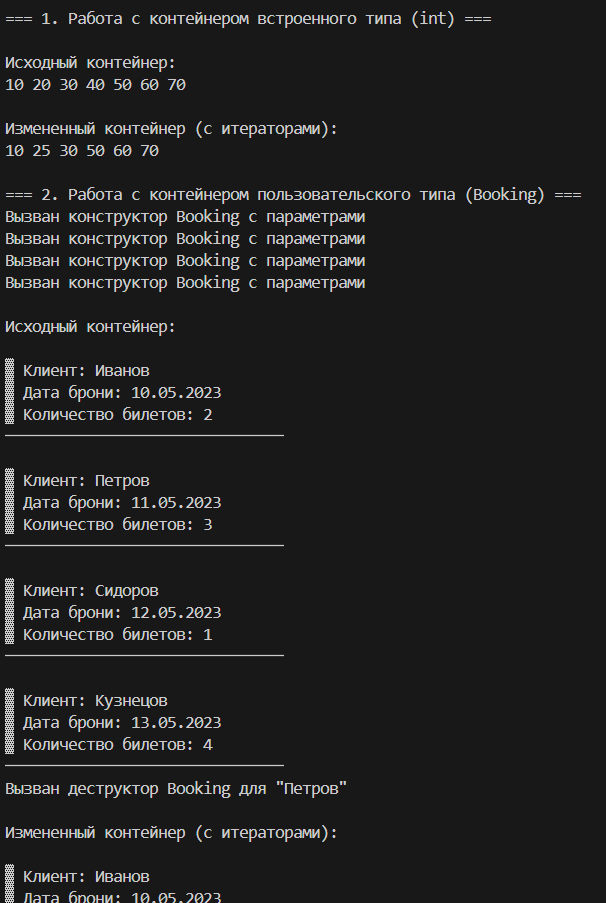 === 1. Работа с контейнером встроенного типа (int) ===
Исходный контейнер:
10 20 30 40 50 60 70
Измененный контейнер (с итераторами):
10 25 30 50 60 70
=== 2. Работа с контейнером пользовательского типа (Booking) ===
Вызван конструктор Booking с параметрами
Вызван конструктор Booking с параметрами
Вызван конструктор Booking с параметрами
Вызван конструктор Booking с параметрами
Исходный контейнер:
▒ Клиент: Иванов
▒ Дата брони: 10.05.2023
▒ Количество билетов: 2
───────────────────────────────
▒ Клиент: Петров
▒ Дата брони: 11.05.2023
▒ Количество билетов: 3
───────────────────────────────
▒ Клиент: Сидоров
▒ Дата брони: 12.05.2023
▒ Количество билетов: 1
───────────────────────────────
▒ Клиент: Кузнецов
▒ Дата брони: 13.05.2023
▒ Количество билетов: 4
───────────────────────────────
Вызван деструктор Booking для "Петров"
Измененный контейнер (с итераторами):
▒ Клиент: Иванов
▒ Дата брони: 10.05.2023